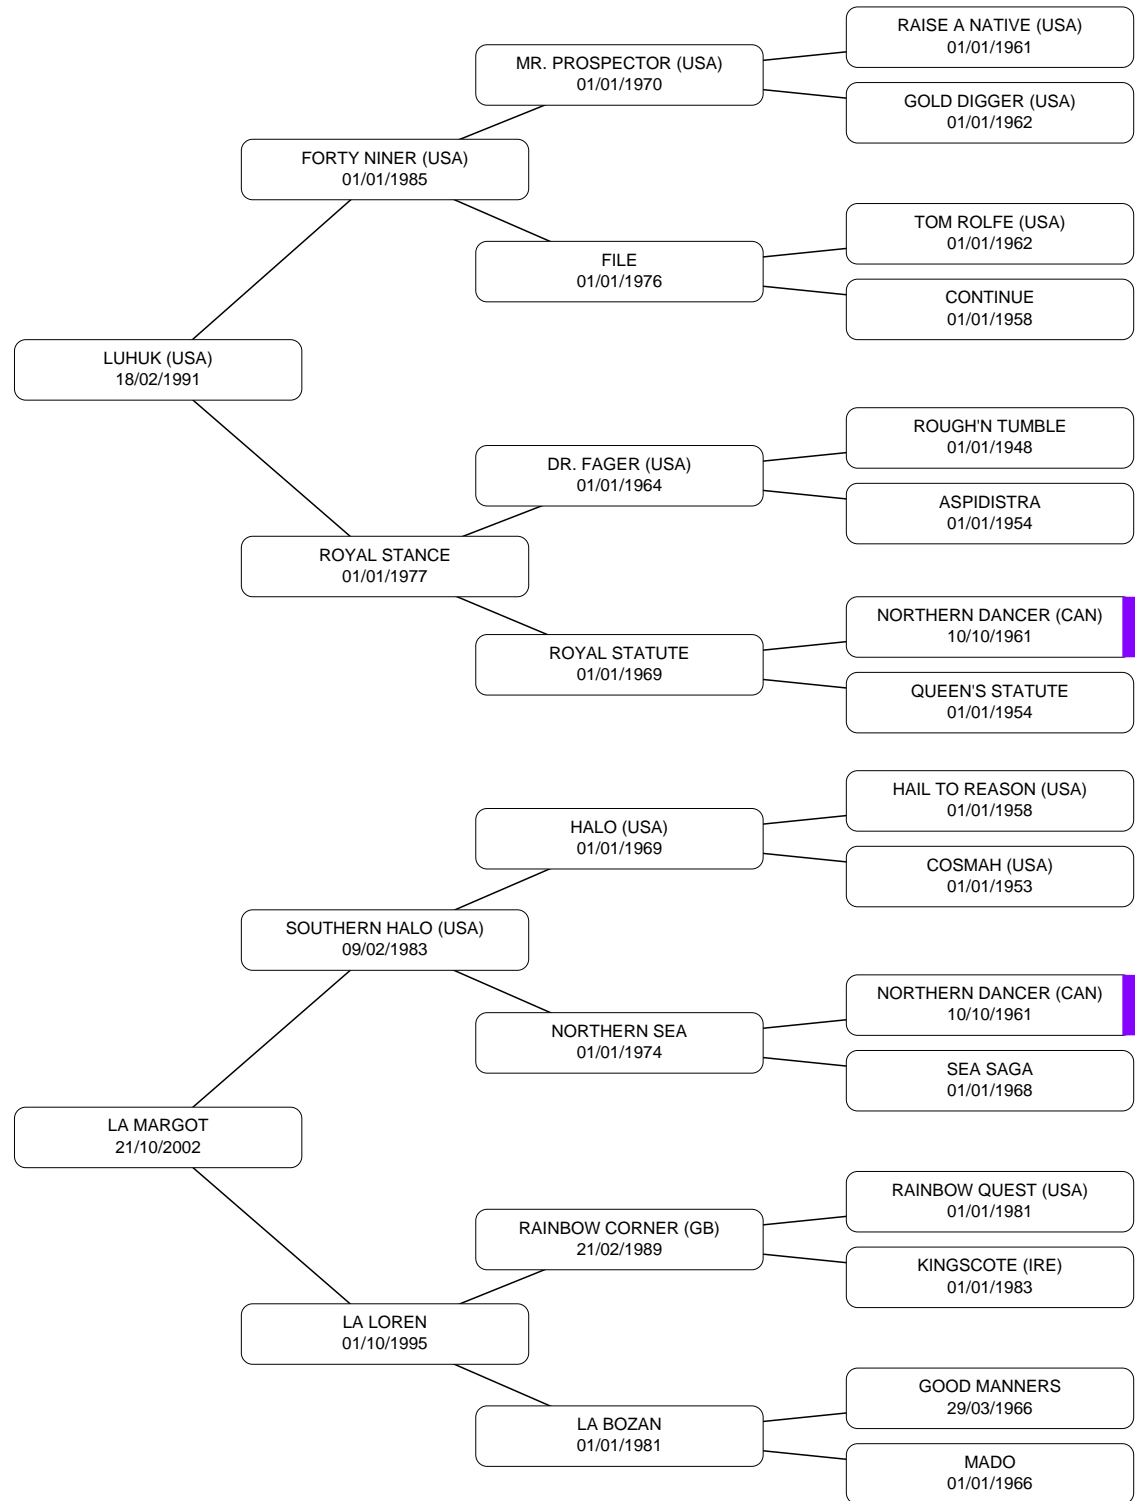 RAISE A NATIVE (USA)
01/01/1961
MR. PROSPECTOR (USA)
01/01/1970
GOLD DIGGER (USA)
01/01/1962
FORTY NINER (USA)
01/01/1985
TOM ROLFE (USA)
01/01/1962
FILE
01/01/1976
CONTINUE
01/01/1958
LUHUK (USA)
18/02/1991
ROUGH'N TUMBLE
01/01/1948
DR. FAGER (USA)
01/01/1964
ASPIDISTRA
01/01/1954
ROYAL STANCE
01/01/1977
NORTHERN DANCER (CAN)
10/10/1961
ROYAL STATUTE
01/01/1969
QUEEN'S STATUTE
01/01/1954
HAIL TO REASON (USA)
01/01/1958
HALO (USA)
01/01/1969
COSMAH (USA)
01/01/1953
SOUTHERN HALO (USA)
09/02/1983
NORTHERN DANCER (CAN)
10/10/1961
NORTHERN SEA
01/01/1974
SEA SAGA
01/01/1968
LA MARGOT
21/10/2002
RAINBOW QUEST (USA)
01/01/1981
RAINBOW CORNER (GB)
21/02/1989
KINGSCOTE (IRE)
01/01/1983
LA LOREN
01/10/1995
GOOD MANNERS
29/03/1966
LA BOZAN
01/01/1981
MADO
01/01/1966